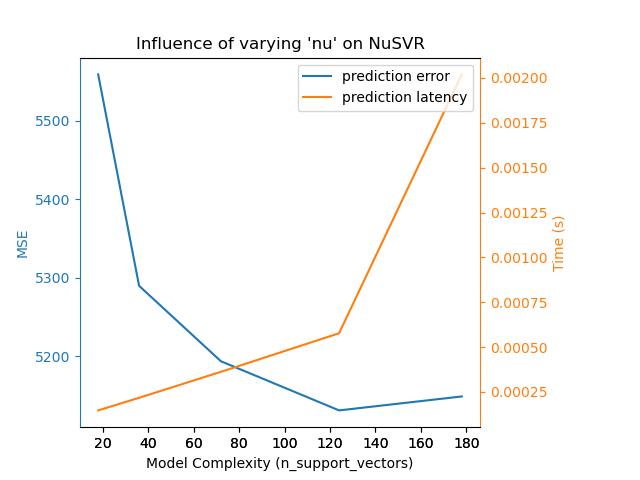 Influence of varying 'nu' on NuSVR
prediction error
prediction latency
MSE
5500
5400
5300
5200
0.00200
0.00175
0.00150
0.00125
0.00100
0.00075
0.00050
0.00025
Time (s)
20 40 60 80 100 120 140 160 180
Model Complexity (n_support_vectors)